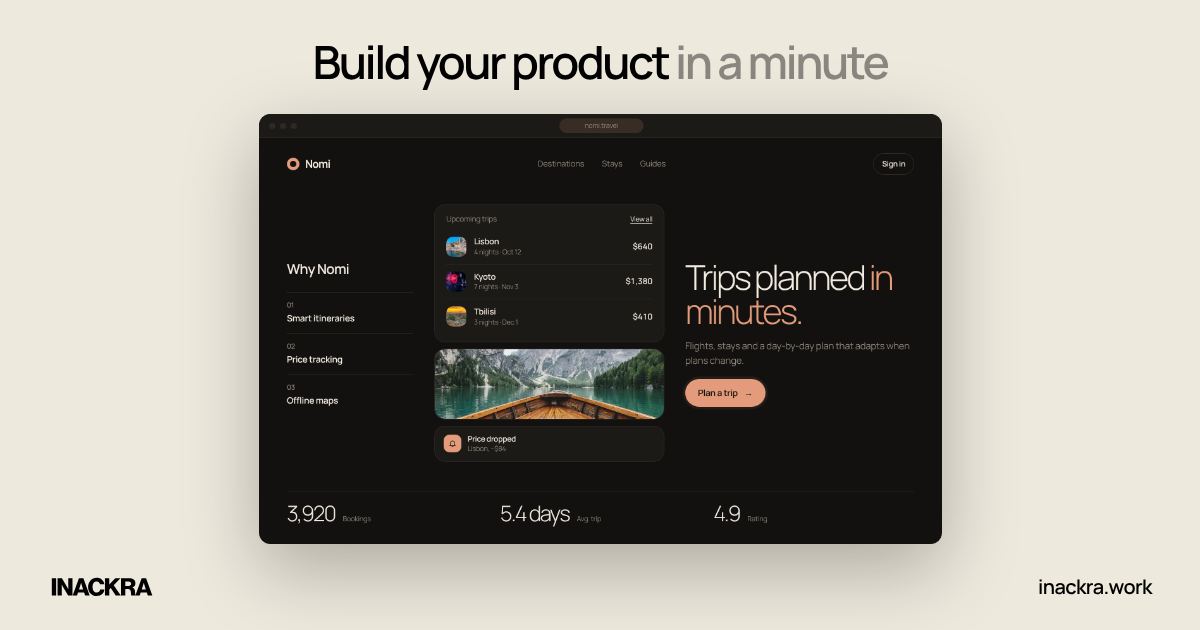 Build your product in a minute
nomi.travel
Nomi
Destinations
Stays
Guides
Sign in
Why Nomi
01
Smart itineraries
02
Price tracking
03
Offline maps
Upcoming trips
View all
Lisbon
4 nights · Oct 12
$640
Kyoto
7 nights · Nov 3
$1,380
Tbilisi
3 nights · Dec 1
$410
Price dropped
Lisbon, −$84
Trips planned in
minutes.
Flights, stays and a day-by-day plan that adapts when
plans change.
Plan a trip →
3,920 Bookings
5.4 days Avg. trip
4.9 Rating
INACKRA
inackra.work